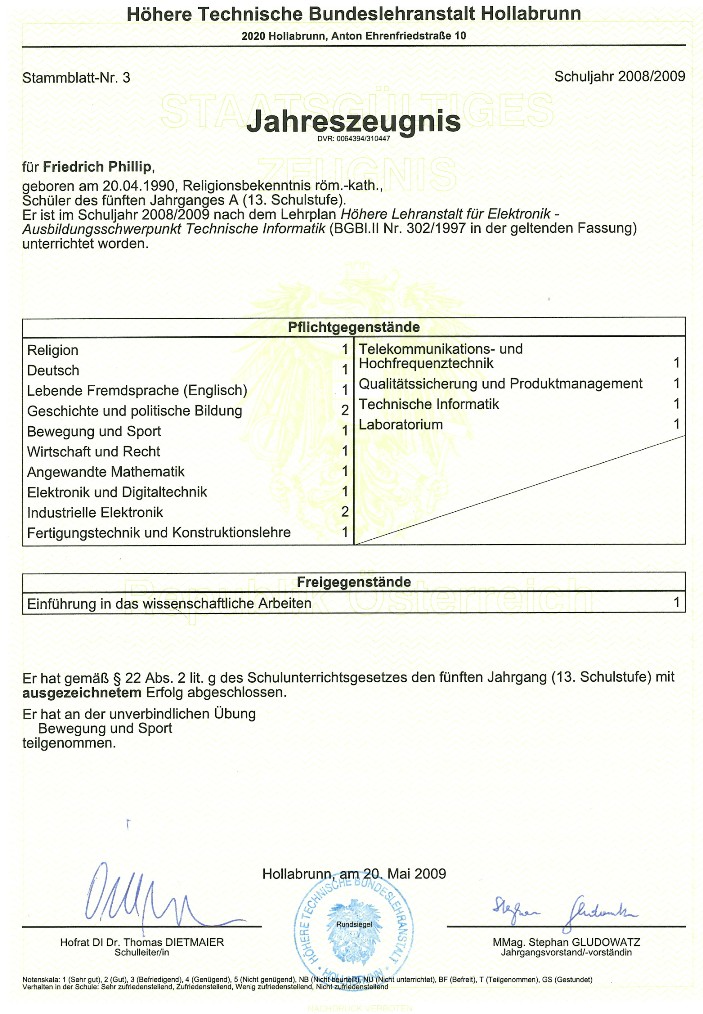 Höhere Technische Bundeslehranstalt Hollabrunn
2020 Hollabrunn, Anton Ehrenfriedstraße 10
Stammblatt-Nr. 3
Schuljahr 2008/2009
STAATSGÜLTIGES
Jahreszeugnis
DVR: 0064394/310447
ZEUGNIS
für Friedrich Phillip,
geboren am 20.04.1990, Religionsbekenntnis röm.-kath.,
Schüler des fünften Jahrganges A (13. Schulstufe).
Er ist im Schuljahr 2008/2009 nach dem Lehrplan Höhere Lehranstalt für Elektronik -
Ausbildungsschwerpunkt Technische Informatik (BGBl.II Nr. 302/1997 in der geltenden Fassung)
unterrichtet worden.
Pflichtgegenstände
Religion 1
Deutsch 1
Lebende Fremdsprache (Englisch) 1
Geschichte und politische Bildung 2
Bewegung und Sport 1
Wirtschaft und Recht 1
Angewandte Mathematik 1
Elektronik und Digitaltechnik 1
Industrielle Elektronik 2
Fertigungstechnik und Konstruktionslehre 1
Telekommunikations- und
Hochfrequenztechnik 1
Qualitätssicherung und Produktmanagement 1
Technische Informatik 1
Laboratorium 1
Freigegenstände
Republik Österreich
Einführung in das wissenschaftliche Arbeiten 1
Er hat gemäß § 22 Abs. 2 lit. g des Schulunterrichtsgesetzes den fünften Jahrgang (13. Schulstufe) mit
ausgezeichnetem Erfolg abgeschlossen.
Er hat an der unverbindlichen Übung
Bewegung und Sport
teilgenommen.
Hollabrunn, am 20. Mai 2009
HÖHERE TECHNISCHE BUNDESLEHRANSTALT
HOLLABRUNN
Rundsiegel
Stephan Gludowatz
Hofrat DI Dr. Thomas DIETMAIER
Schulleiter/in
MMag. Stephan GLUDOWATZ
Jahrgangsvorstand/-vorständin
Notenskala: 1 (Sehr gut), 2 (Gut), 3 (Befriedigend), 4 (Genügend), 5 (Nicht genügend), NB (Nicht beurteilt), NU (Nicht unterrichtet), BF (Befreit), T (Teilgenommen), GS (Gestundet)
Verhalten in der Schule: Sehr zufriedenstellend, Zufriedenstellend, Wenig zufriedenstellend, Nicht zufriedenstellend